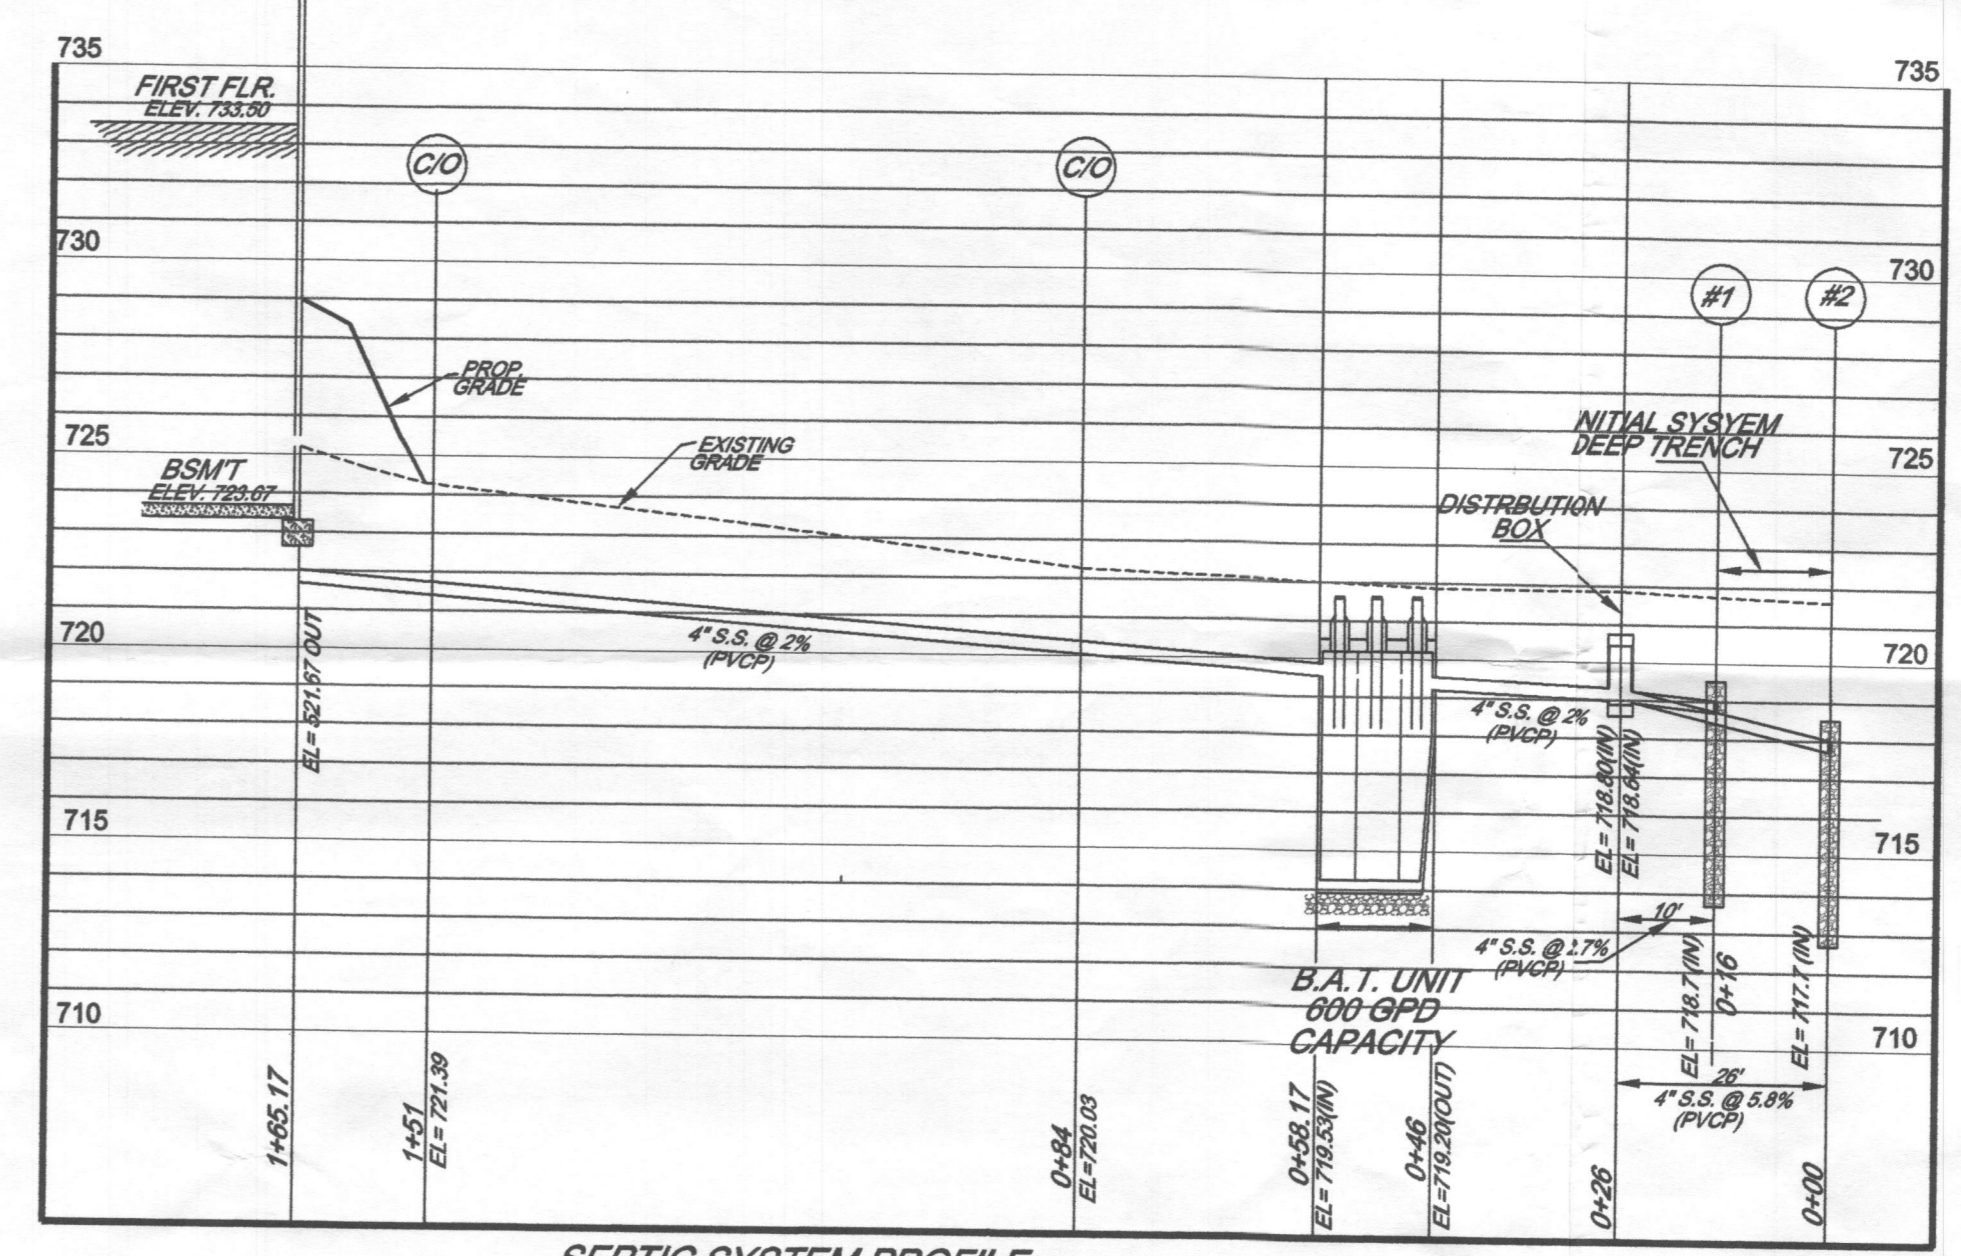 735
735
FIRST FLR.
ELEV. 733.50
C/O
C/O
730
730
#1
#2
PROP.
GRADE
NITIAL SYSYEM
DEEP TRENCH
725
725
EXISTING
GRADE
BSM'T
ELEV. 723.67
DISTRBUTION
BOX
720
720
4" S.S. @ 2%
(PVCP)
EL= 521.67 OUT
4" S.S. @ 2%
(PVCP)
EL= 718.80(IN)
EL= 718.64(IN)
715
715
10'
4" S.S. @ .7%
(PVCP)
EL= 718.7 (IN)
0+16
EL= 717.7 (IN)
B.A.T. UNIT
600 GPD
CAPACITY
710
710
26'
4" S.S. @ 5.8%
(PVCP)
1+65.17
1+51
EL= 721.39
0+84
EL=720.03
0+58.17
EL= 719.53(IN)
0+46
EL=719.20(OUT)
0+26
0+00
SEPTIC SYSTEM PROFILE